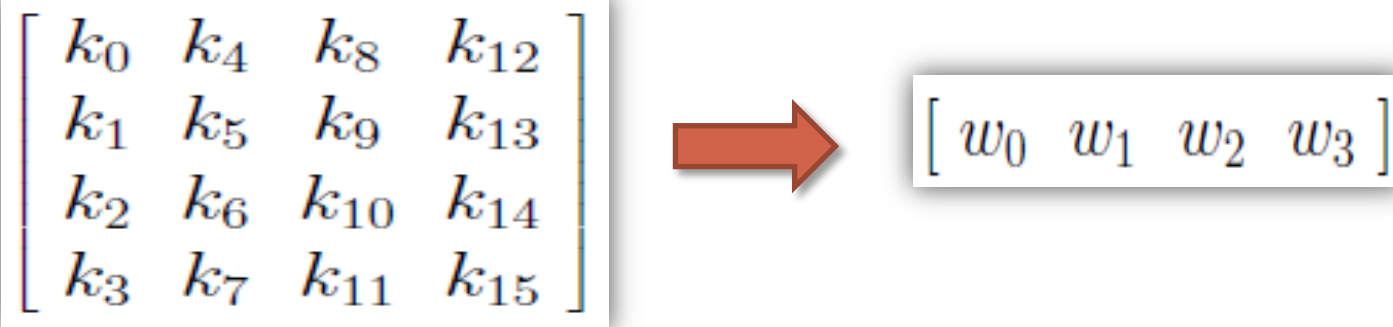 k₀ k₄ k₈ k₁₂
k₁ k₅ k₉ k₁₃
k₂ k₆ k₁₀ k₁₄
k₃ k₇ k₁₁ k₁₅
[ w₀ w₁ w₂ w₃ ]